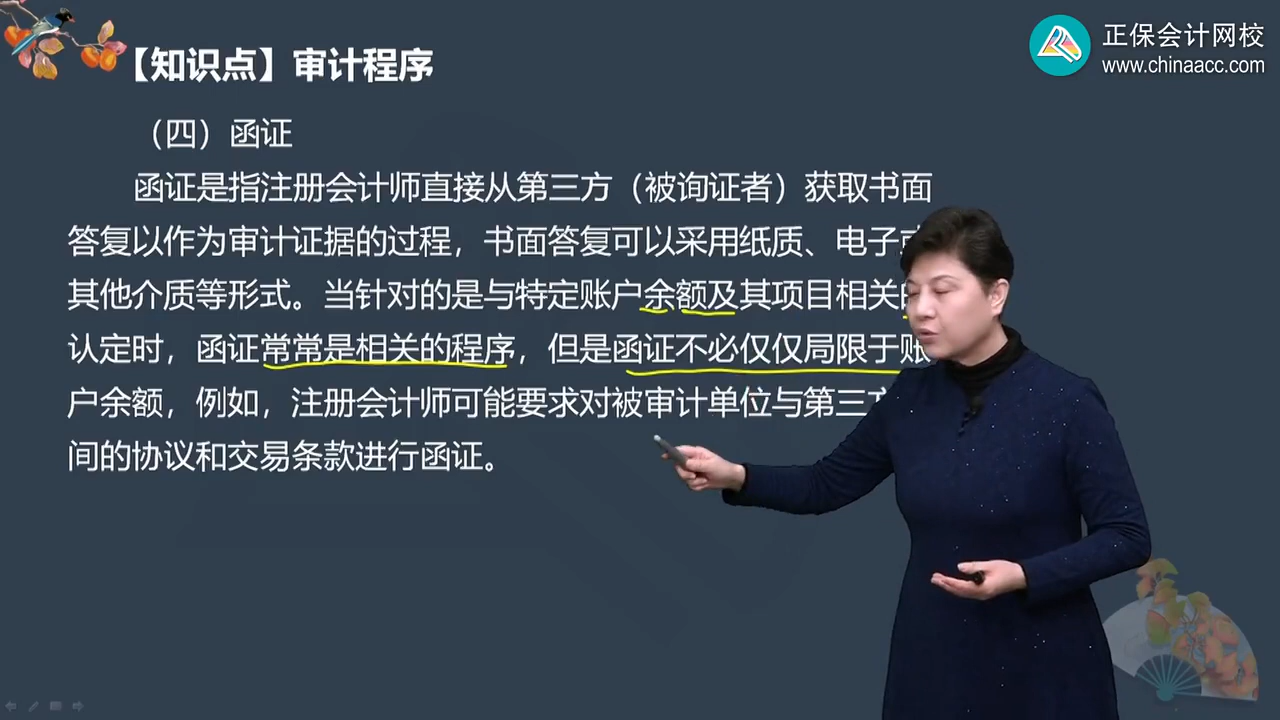 【知识点】审计程序
正保会计网校
www.chinaacc.com
（四）函证
函证是指注册会计师直接从第三方（被询证者）获取书面
答复以作为审计证据的过程，书面答复可以采用纸质、电子
其他介质等形式。当针对的是与特定账户余额及其项目相关
认定时，函证常常是相关的程序，但是函证不必仅仅局限于账
户余额，例如，注册会计师可能要求对被审计单位与第三方
间的协议和交易条款进行函证。